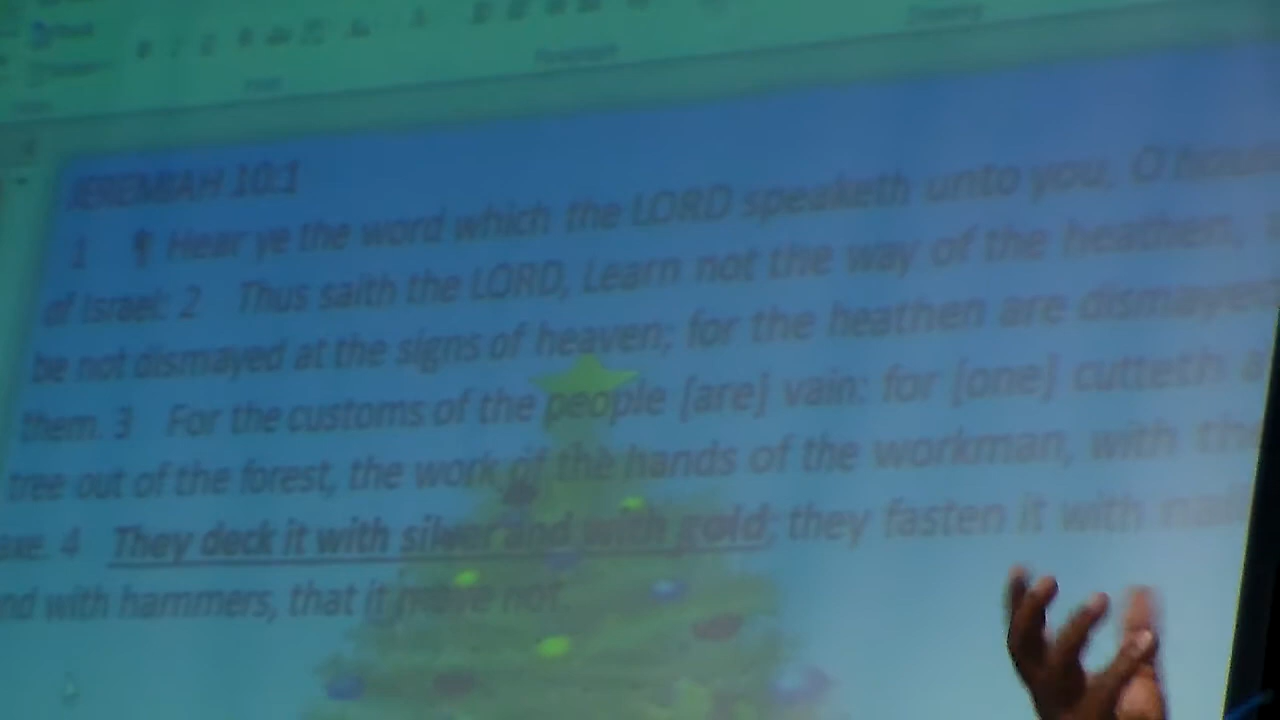 JEREMIAH 10:1
1 ¶ Hear ye the word which the LORD speaketh unto you, O house
of Israel: 2 Thus saith the LORD, Learn not the way of the heathen,
be not dismayed at the signs of heaven; for the heathen are dismayed
them. 3 For the customs of the people [are] vain: for [one] cutteth a
tree out of the forest, the work of the hands of the workman, with the
axe. 4 They deck it with silver and with gold; they fasten it with nails
nd with hammers, that it move not.